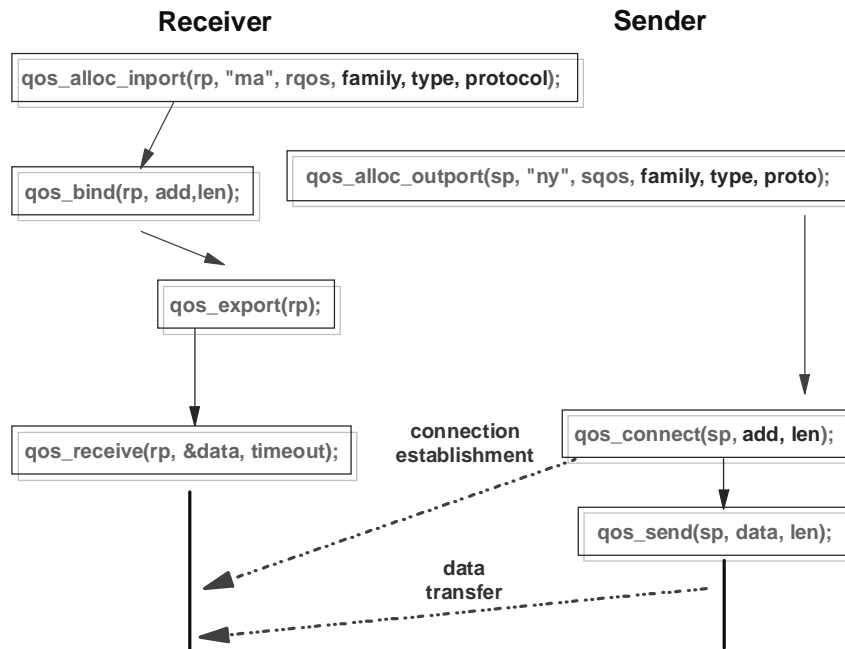 Receiver
Sender
qos_alloc_inport(rp, "ma", rqos, family, type, protocol);
qos_bind(rp, add,len);
qos_alloc_outport(sp, "ny", sqos, family, type, proto);
qos_export(rp);
qos_receive(rp, &data, timeout);
connection
establishment
qos_connect(sp, add, len);
qos_send(sp, data, len);
data
transfer